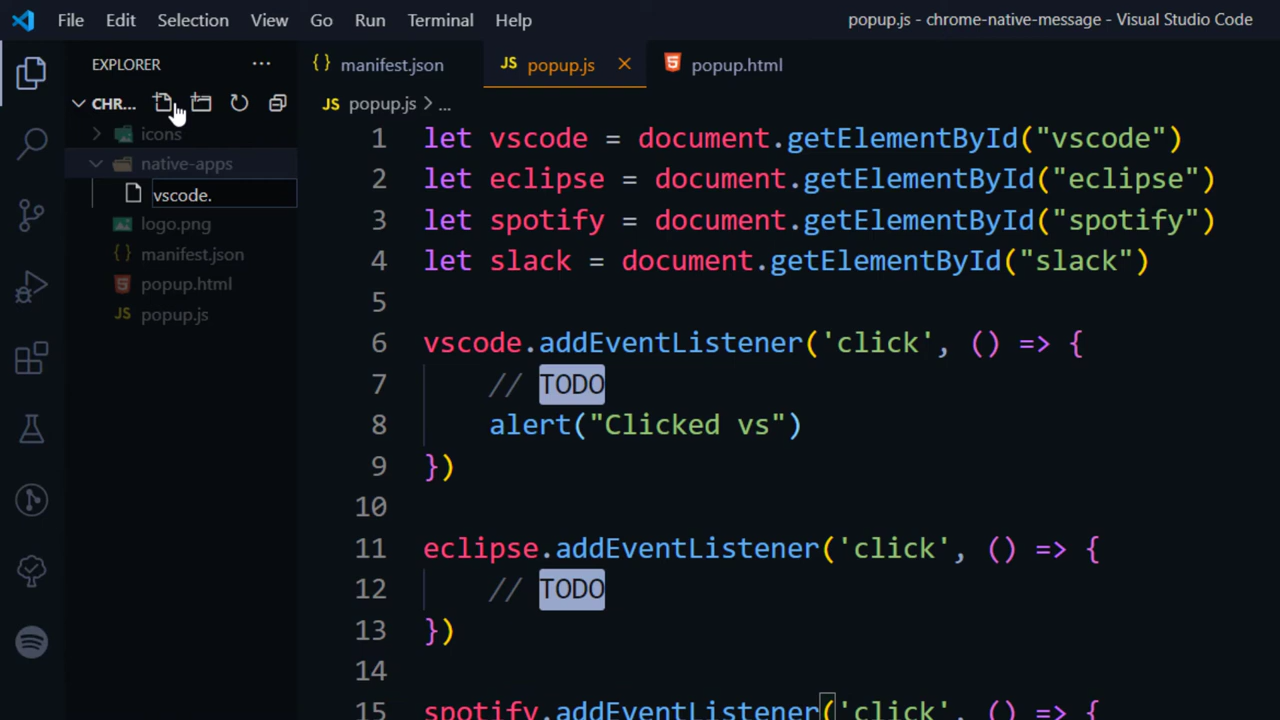 File Edit Selection View Go Run Terminal Help popup.js - chrome-native-message - Visual Studio Code
EXPLORER ...
{} manifest.json JS popup.js × popup.html
CHR...
JS popup.js > ...
icons
native-apps
vscode.
logo.png
{} manifest.json
popup.html
JS popup.js
1 let vscode = document.getElementById("vscode")
2 let eclipse = document.getElementById("eclipse")
3 let spotify = document.getElementById("spotify")
4 let slack = document.getElementById("slack")
5
6 vscode.addEventListener('click', () => {
7 // TODO
8 alert("Clicked vs")
9 })
10
11 eclipse.addEventListener('click', () => {
12 // TODO
13 })
14
15 spotify.addEventListener('click', () => {